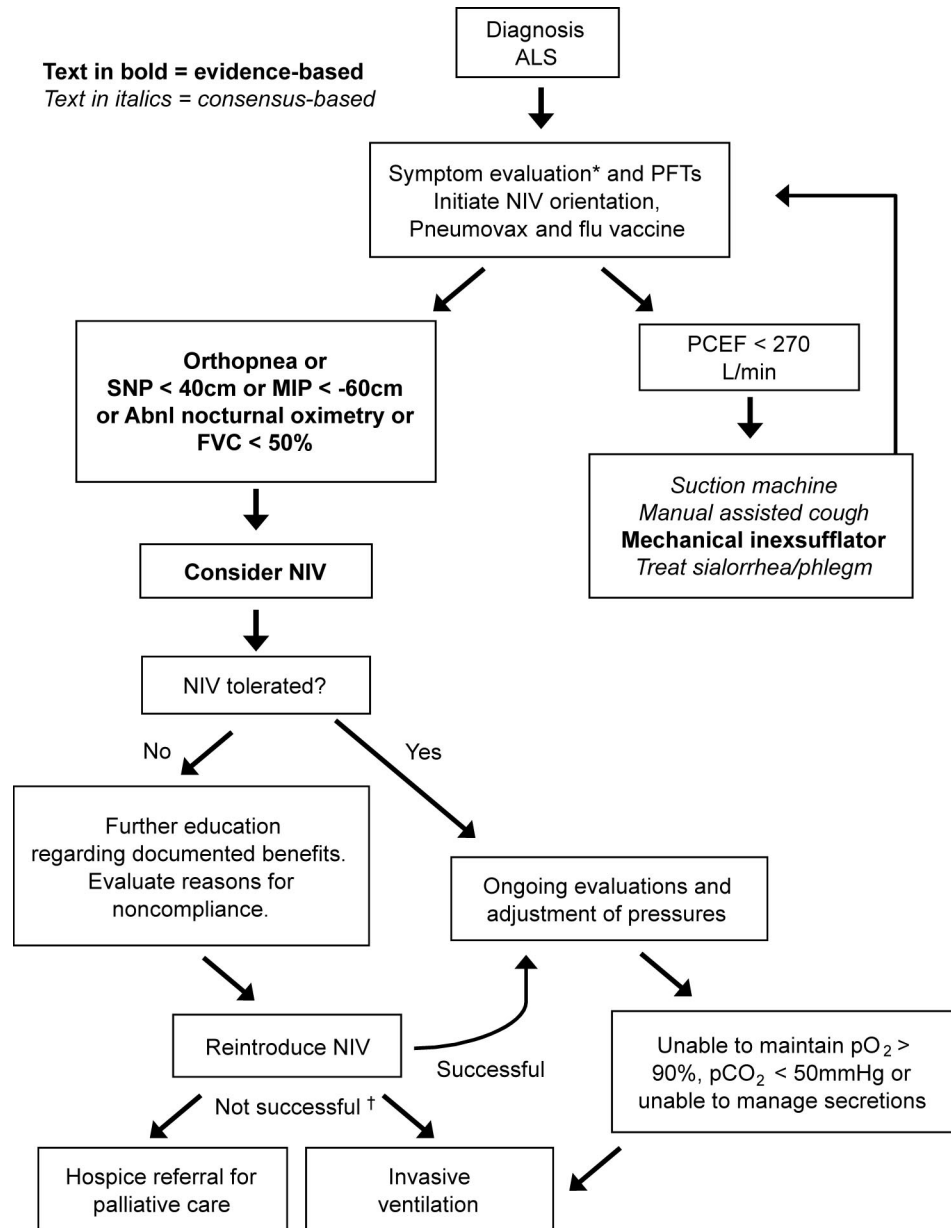 Diagnosis
ALS
Text in bold = evidence-based
Text in italics = consensus-based
Symptom evaluation* and PFTs
Initiate NIV orientation,
Pneumovax and flu vaccine
Orthopnea or
SNP < 40cm or MIP < -60cm
or Abnl nocturnal oximetry or
FVC < 50%
PCEF < 270
L/min
Suction machine
Manual assisted cough
Mechanical inexsufflator
Treat sialorrhea/phlegm
Consider NIV
NIV tolerated?
No
Yes
Further education
regarding documented benefits.
Evaluate reasons for
noncompliance.
Ongoing evaluations and
adjustment of pressures
Reintroduce NIV
Successful
Unable to maintain pO₂ >
90%, pCO₂ < 50mmHg or
unable to manage secretions
Not successful †
Hospice referral for
palliative care
Invasive
ventilation